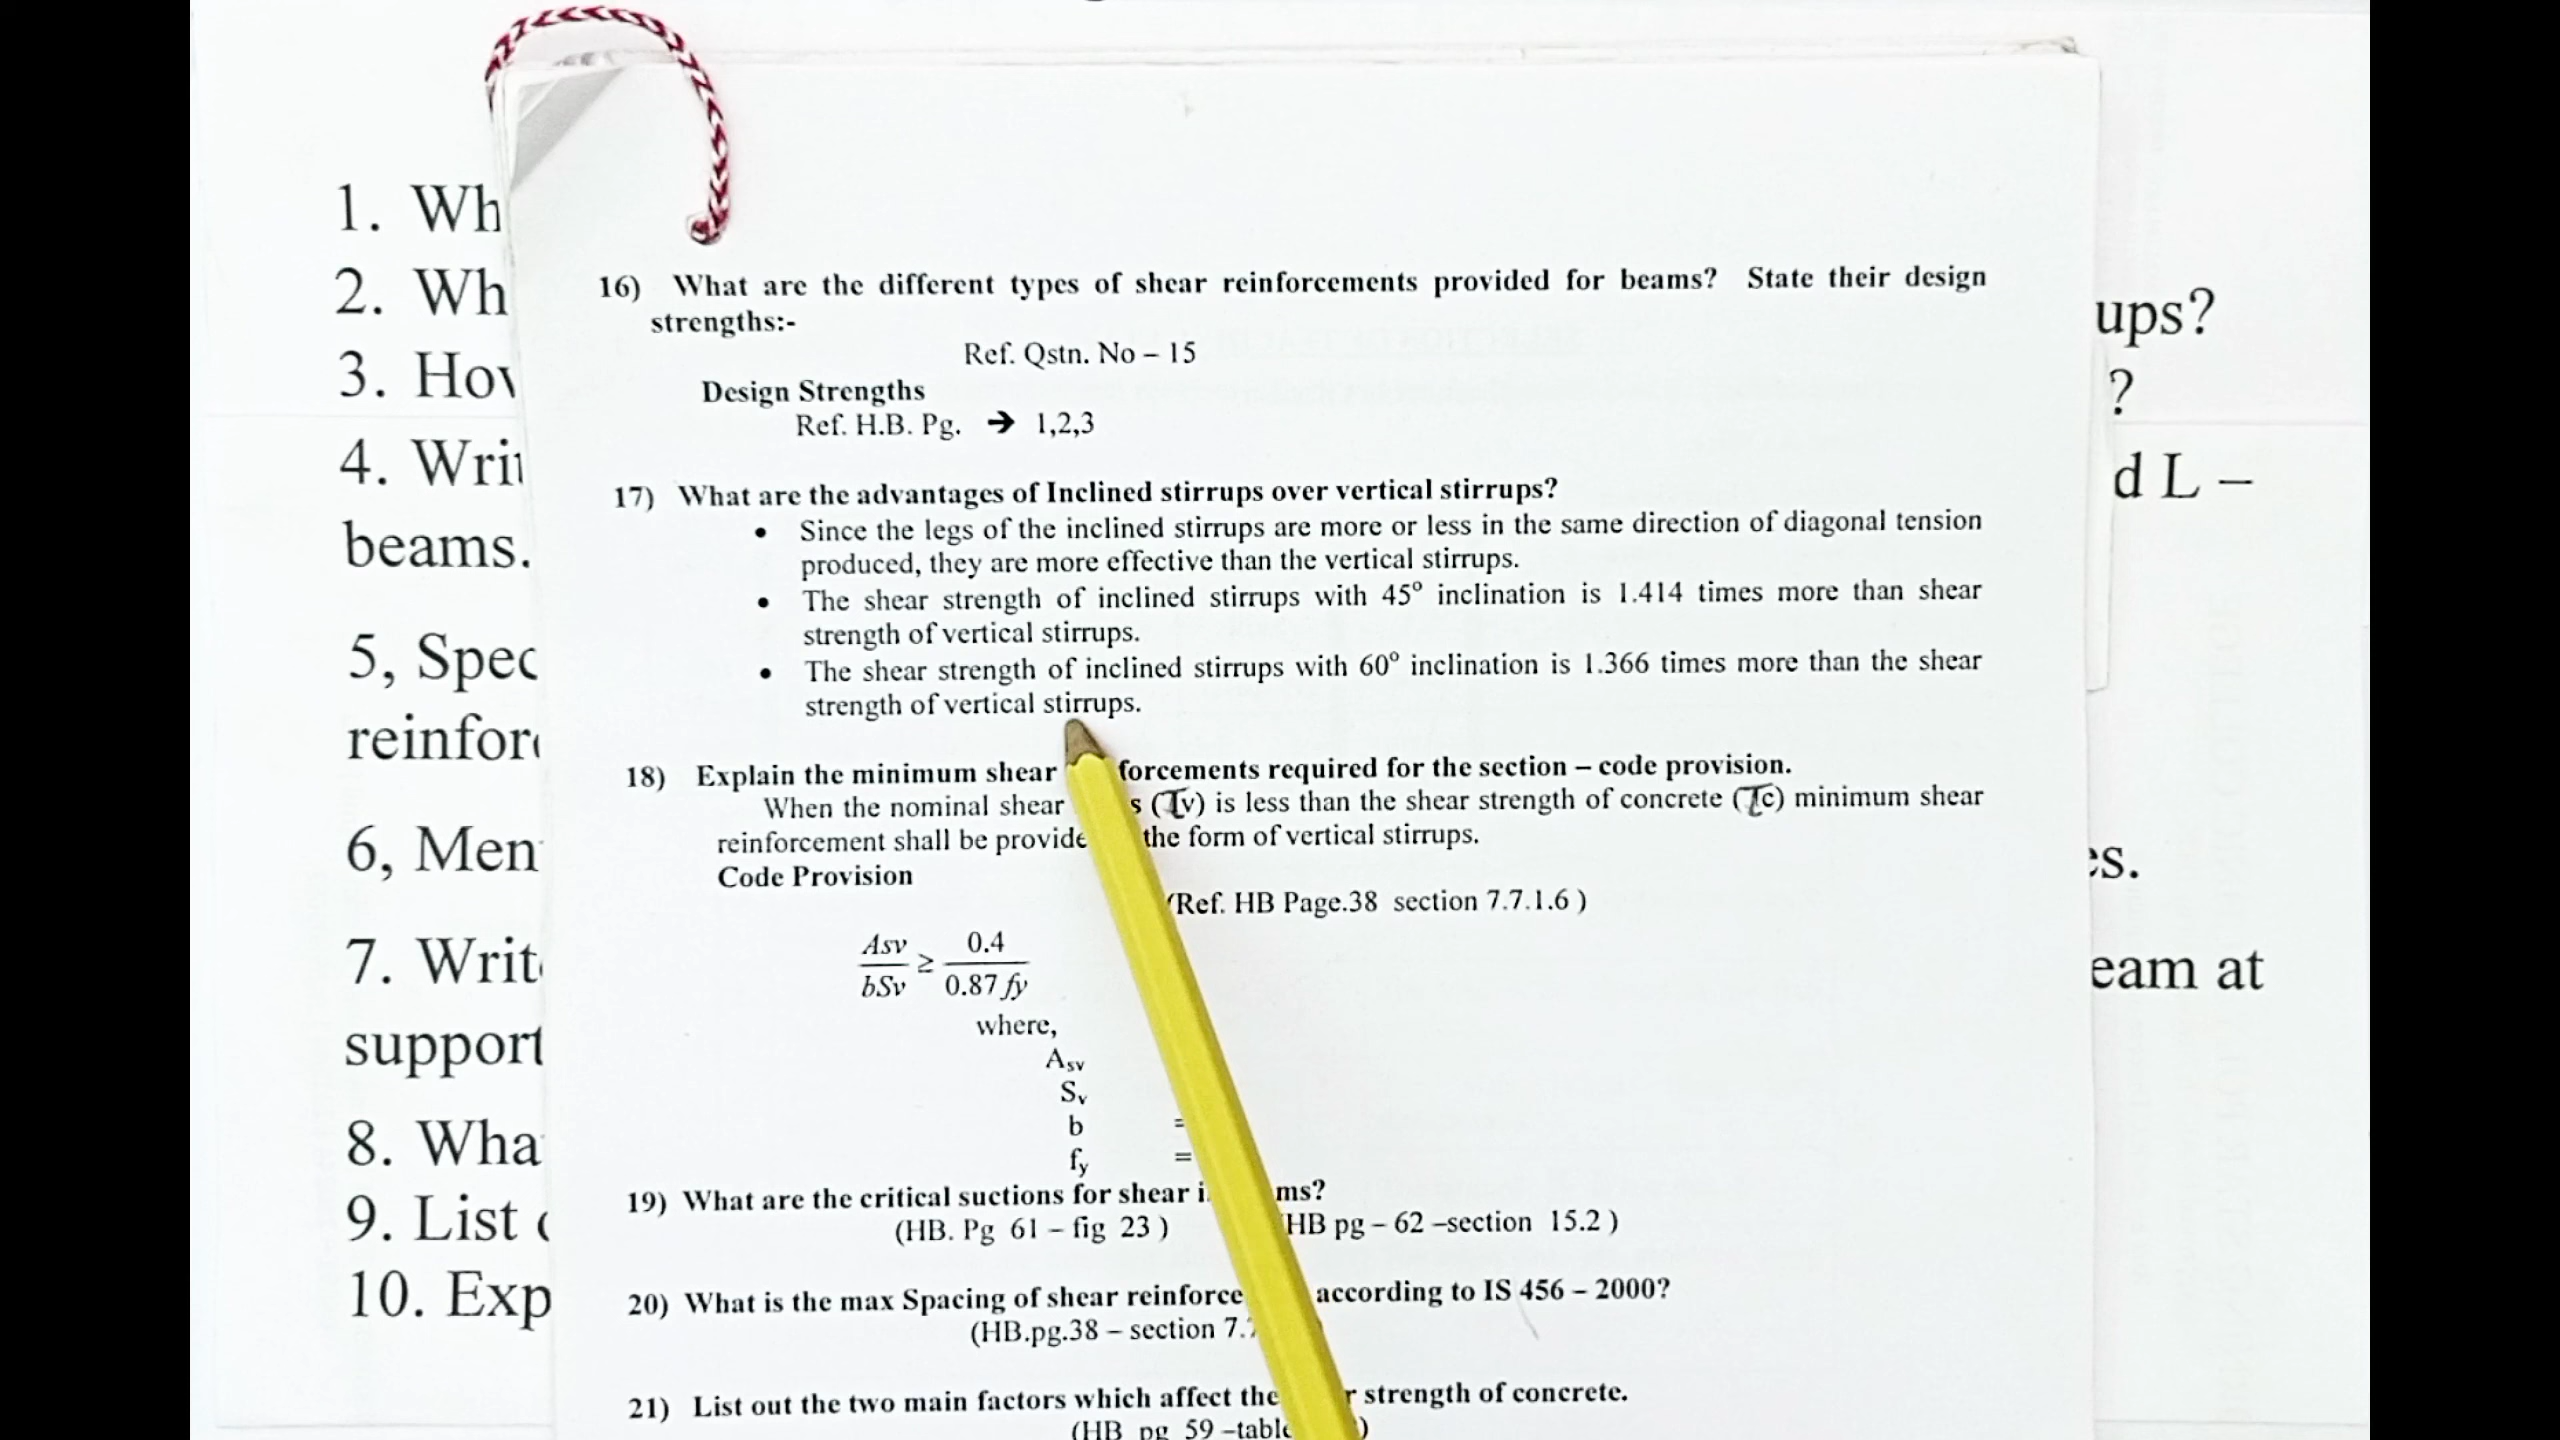 16) What are the different types of shear reinforcements provided for beams? State their design
strengths:-
Ref. Qstn. No – 15
Design Strengths
Ref. H.B. Pg. ➔ 1,2,3
17) What are the advantages of Inclined stirrups over vertical stirrups?
• Since the legs of the inclined stirrups are more or less in the same direction of diagonal tension
produced, they are more effective than the vertical stirrups.
• The shear strength of inclined stirrups with 45° inclination is 1.414 times more than shear
strength of vertical stirrups.
• The shear strength of inclined stirrups with 60° inclination is 1.366 times more than the shear
strength of vertical stirrups.
18) Explain the minimum shear forcements required for the section – code provision.
When the nominal shear s (τv) is less than the shear strength of concrete (τc) minimum shear
reinforcement shall be provide the form of vertical stirrups.
Code Provision
(Ref. HB Page.38 section 7.7.1.6 )
Asv/bSv ≥ 0.4/0.87fy
where,
Asv
Sv
b =
fy =
19) What are the critical suctions for shear i ms?
(HB. Pg 61 – fig 23 ) (HB pg – 62 –section 15.2 )
20) What is the max Spacing of shear reinforce according to IS 456 – 2000?
(HB.pg.38 – section 7.
21) List out the two main factors which affect the r strength of concrete.
(HB pg 59 –table )
1. Wh
2. Wh ups?
3. How ?
4. Writ d L –
beams.
5, Spec
reinford
6, Men es.
7. Write eam at
support
8. Wha
9. List
10. Exp